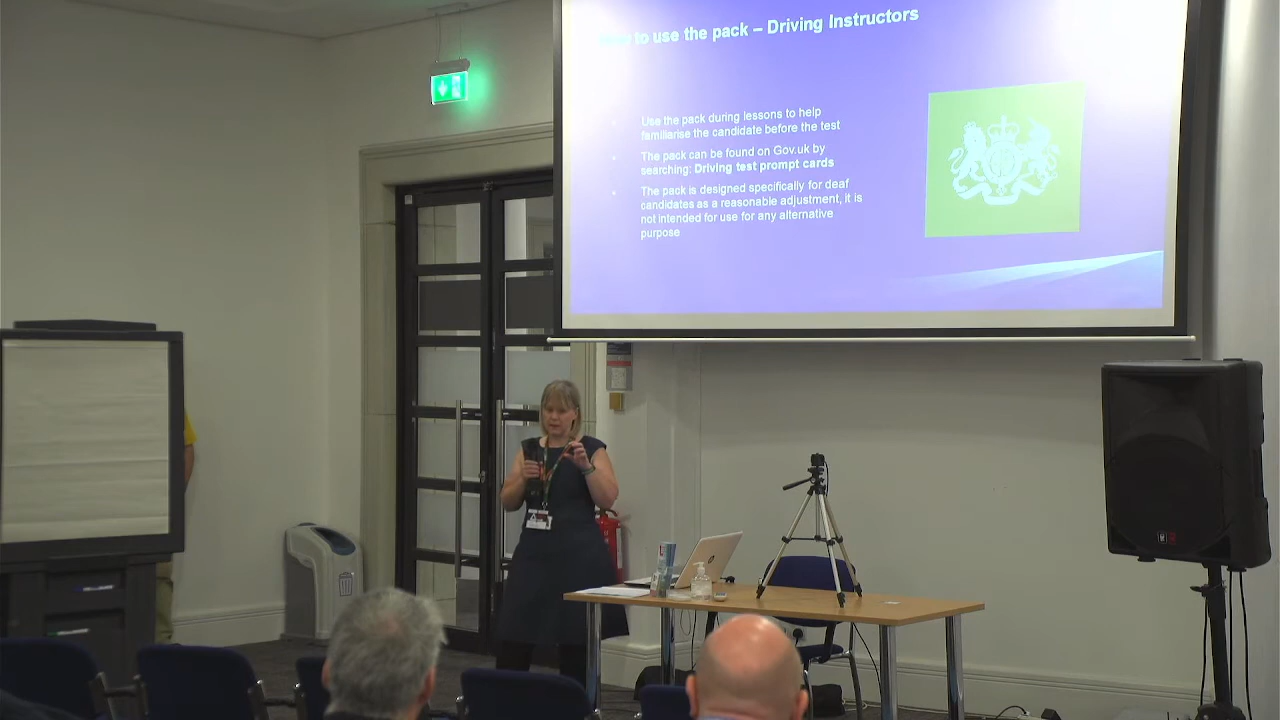 to use the pack – Driving Instructors
Use the pack during lessons to help
familiarise the candidate before the test
The pack can be found on Gov.uk by
searching: Driving test prompt cards
The pack is designed specifically for deaf
candidates as a reasonable adjustment, it is
not intended for use for any alternative
purpose